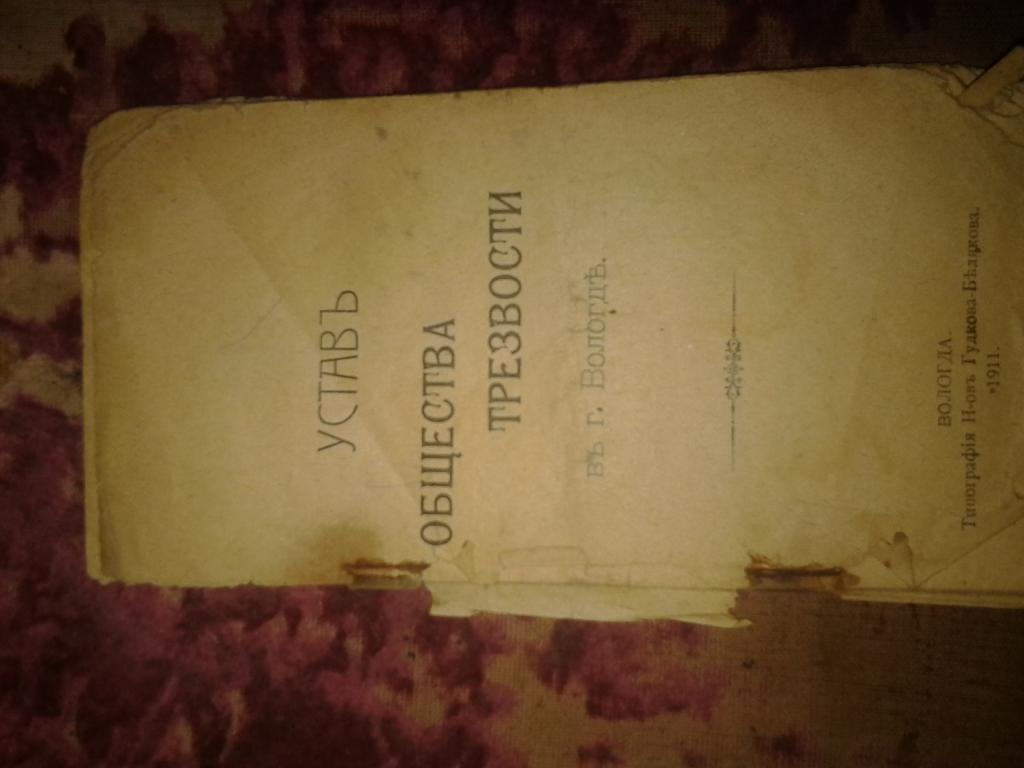 УСТАВЪ
ОБЩЕСТВА
ТРЕЗВОСТИ
въ г. Вологдѣ.
ВОЛОГДА.
Типографія Н-овъ Гудкова-Бѣлякова.
1911.